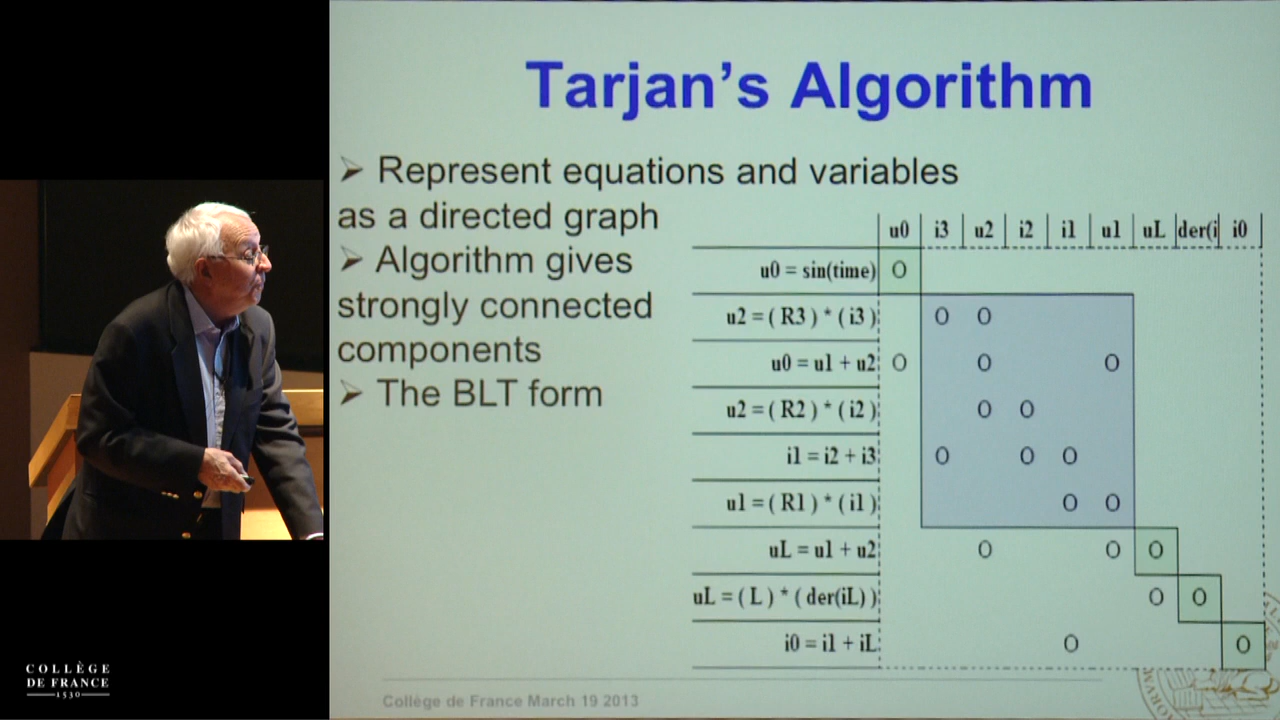 Tarjan's Algorithm
➢ Represent equations and variables
as a directed graph
➢ Algorithm gives
strongly connected
components
➢ The BLT form
u0 i3 u2 i2 i1 u1 uL der(i i0
u0 = sin(time) O
u2 = ( R3 ) * ( i3 ) O O
u0 = u1 + u2 O O O
u2 = ( R2 ) * ( i2 ) O O
i1 = i2 + i3 O O O
u1 = ( R1 ) * ( i1 ) O O
uL = u1 + u2 O O O
uL = ( L ) * ( der(iL) ) O O
i0 = i1 + iL O O
Collège de France March 19 2013
COLLÈGE
DE FRANCE
1530